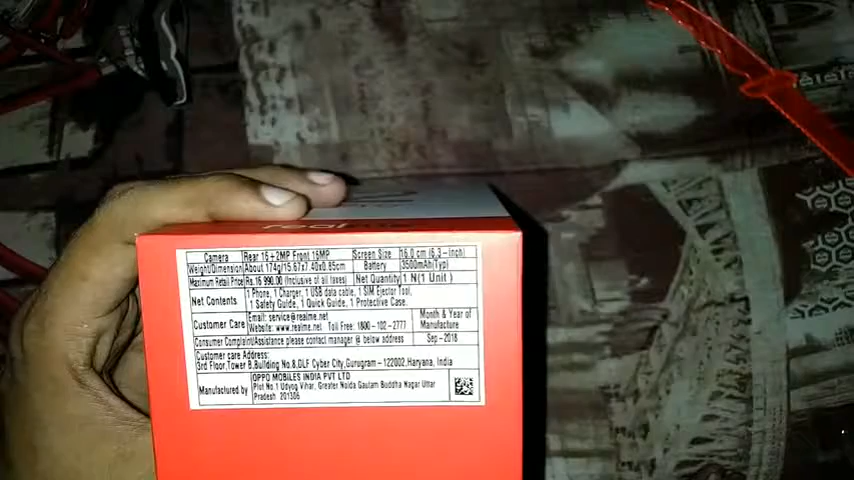 realme
Camera Rear 16+2MP Front 16MP Screen Size 16.0 cm (6.3-inch)
Weight/Dimension About 174g/15.67x7.40x0.85cm Battery 3500mAh(Typ)
Maximum Retail Price Rs.16 990.00 (Inclusive of all taxes) Net Quantity 1 N(1 Unit)
Net Contents 1 Phone, 1 Charger, 1 USB data cable, 1 SIM Ejector Tool,
1 Safety Guide, 1 Quick Guide, 1 Protective Case.
Customer Care Email: service@realme.net
Website: www.realme.net Toll Free: 1800-102-2777
Month & Year of
Manufacture
Sep-2018
Consumer Complaint/Assistance please contact manager @ below address
Customer care Address:
3rd Floor, Tower B, Building No.8, DLF Cyber City, Gurugram-122002, Haryana, India
Manufactured by OPPO MOBILES INDIA PVT LTD
Plot No.1 Udyog Vihar, Greater Noida Gautam Buddha Nagar Uttar
Pradesh 201306